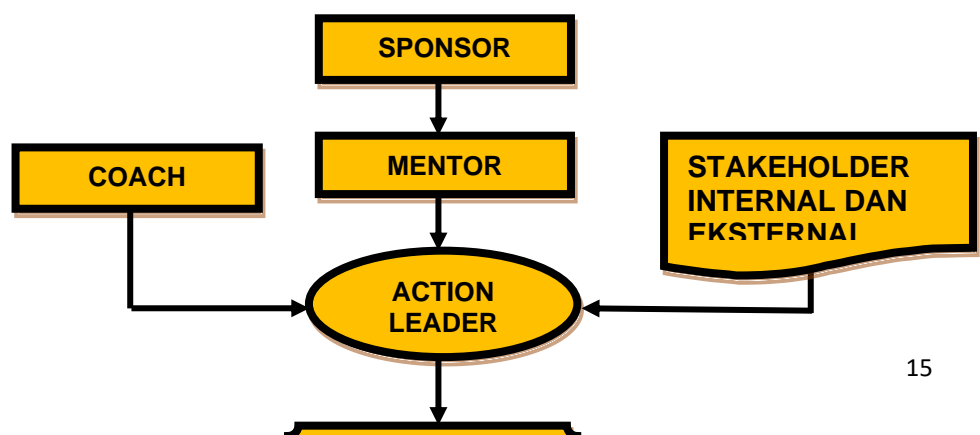 SPONSOR
COACH
MENTOR
STAKEHOLDER
INTERNAL DAN
EKSTERNAL
ACTION
LEADER
15